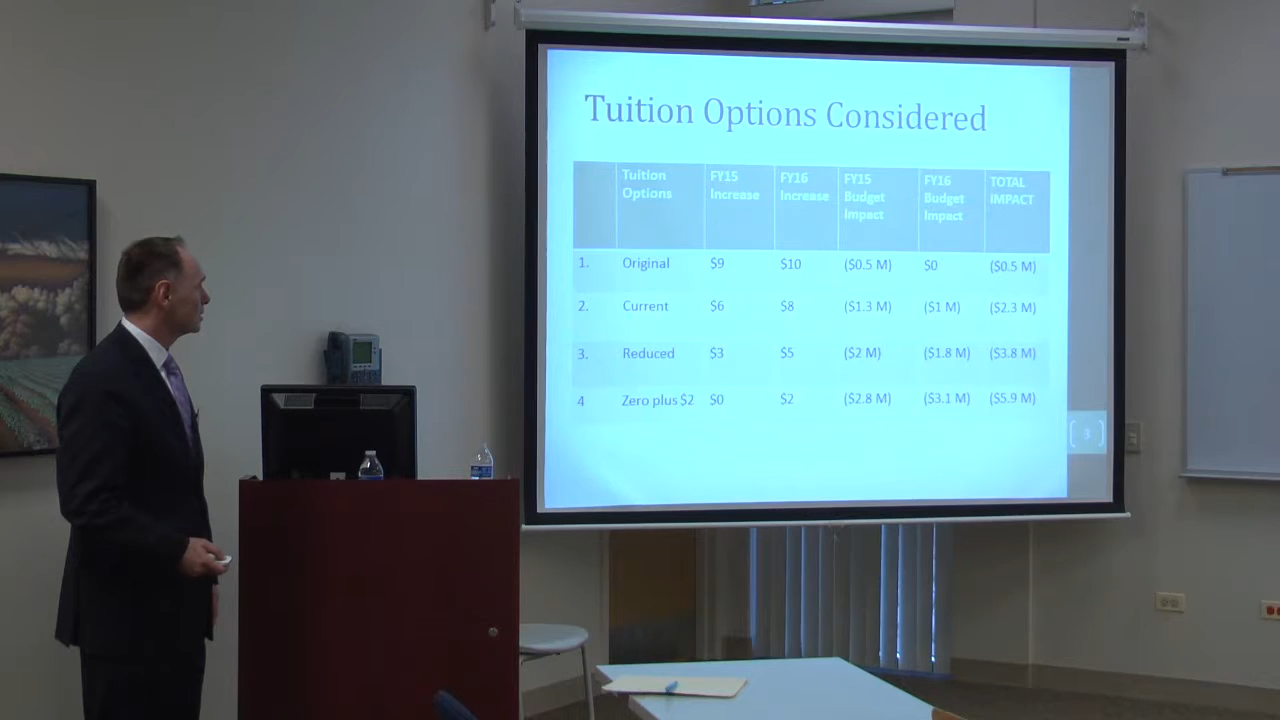 Tuition Options Considered
Tuition Options FY15 Increase FY16 Increase FY15 Budget Impact FY16 Budget Impact TOTAL IMPACT
1. Original $9 $10 ($0.5 M) $0 ($0.5 M)
2. Current $6 $8 ($1.3 M) ($1 M) ($2.3 M)
3. Reduced $3 $5 ($2 M) ($1.8 M) ($3.8 M)
4 Zero plus $2 $0 $2 ($2.8 M) ($3.1 M) ($5.9 M)
3